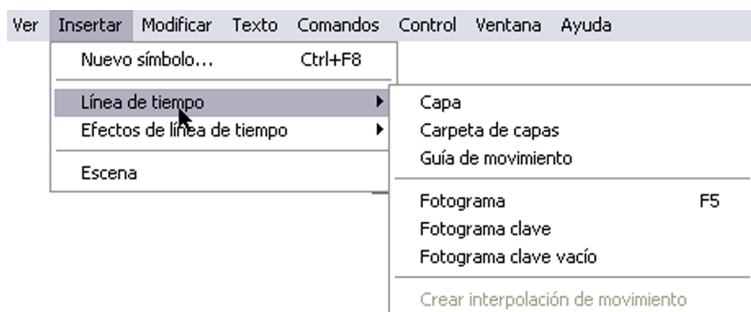 Ver Insertar Modificar Texto Comandos Control Ventana Ayuda
Nuevo símbolo... Ctrl+F8
Línea de tiempo
Efectos de línea de tiempo
Escena
Capa
Carpeta de capas
Guía de movimiento
Fotograma F5
Fotograma clave
Fotograma clave vacío
Crear interpolación de movimiento